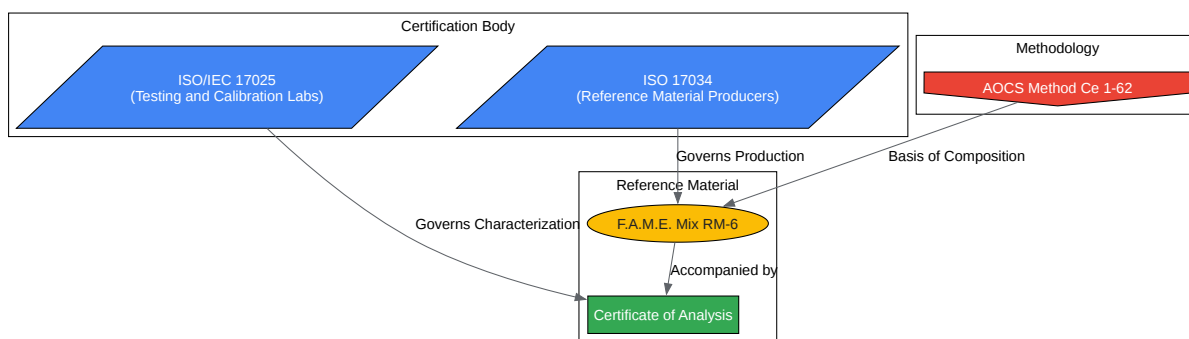 Certification Body
ISO/IEC 17025
(Testing and Calibration Labs)
ISO 17034
(Reference Material Producers)
Methodology
AOCS Method Ce 1-62
Governs Production
Basis of Composition
Reference Material
Governs Characterization
F.A.M.E. Mix RM-6
Accompanied by
Certificate of Analysis